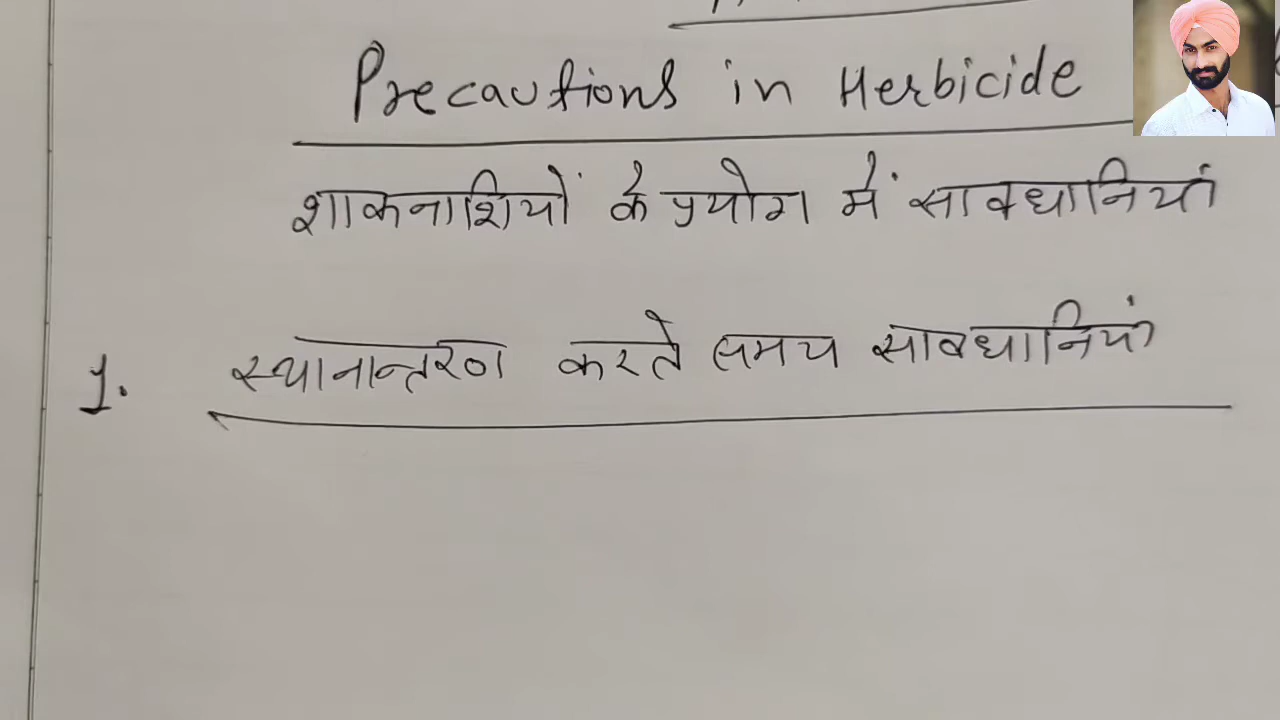 Precautions in Herbicide
शाकनाशियों के प्रयोग में सावधानियां
1. स्थानान्तरण करते समय सावधानियां